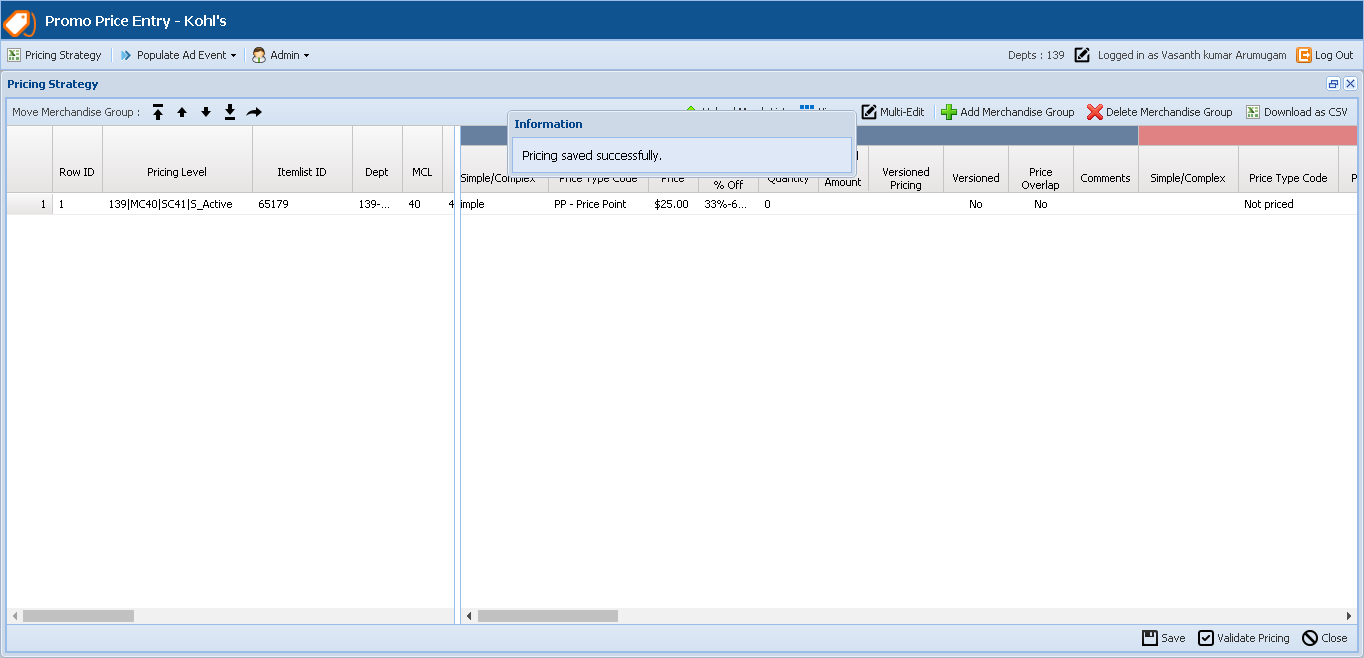 Promo Price Entry - Kohl's
Pricing Strategy Populate Ad Event Admin Depts : 139 Logged in as Vasanth kumar Arumugam Log Out
Pricing Strategy
Move Merchandise Group : Multi-Edit Add Merchandise Group Delete Merchandise Group Download as CSV
Information
Pricing saved successfully.
Row ID Pricing Level Itemlist ID Dept MCL Simple/Complex Price Type Code Price % Off Quantity Amount Versioned Pricing Versioned Price Overlap Comments Simple/Complex Price Type Code P
1 1 139|MC40|SC41|S_Active 65179 139-... 40 4 imple PP - Price Point $25.00 33%-6... 0 No No Not priced
Save Validate Pricing Close